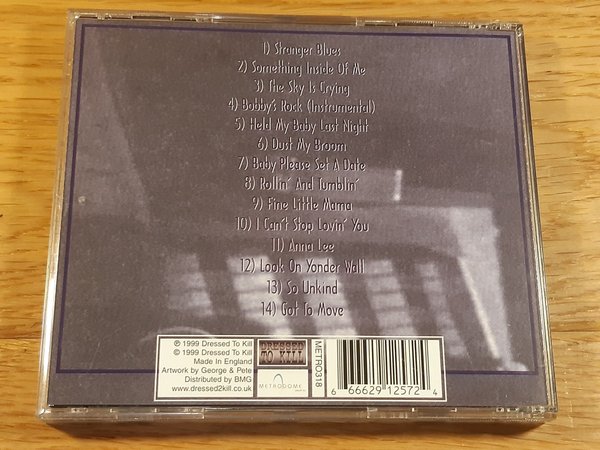 1) Stranger Blues
2) Something Inside Of Me
3) The Sky Is Crying
4) Bobby's Rock (Instrumental)
5) Held My Baby Last Night
6) Dust My Broom
7) Baby Please Set A Date
8) Rollin' And Tumblin'
9) Fine Little Mama
10) I Can't Stop Lovin' You
11) Anna Lee
12) Look On Yonder Wall
13) So Unkind
14) Got To Move
℗ 1999 Dressed To Kill
© 1999 Dressed To Kill
Made In England
Artwork by George & Pete
Distributed by BMG
www.dressed2kill.co.uk
DRESSED
TO KILL
METRODOME
METRO318
6 66629 12572 4